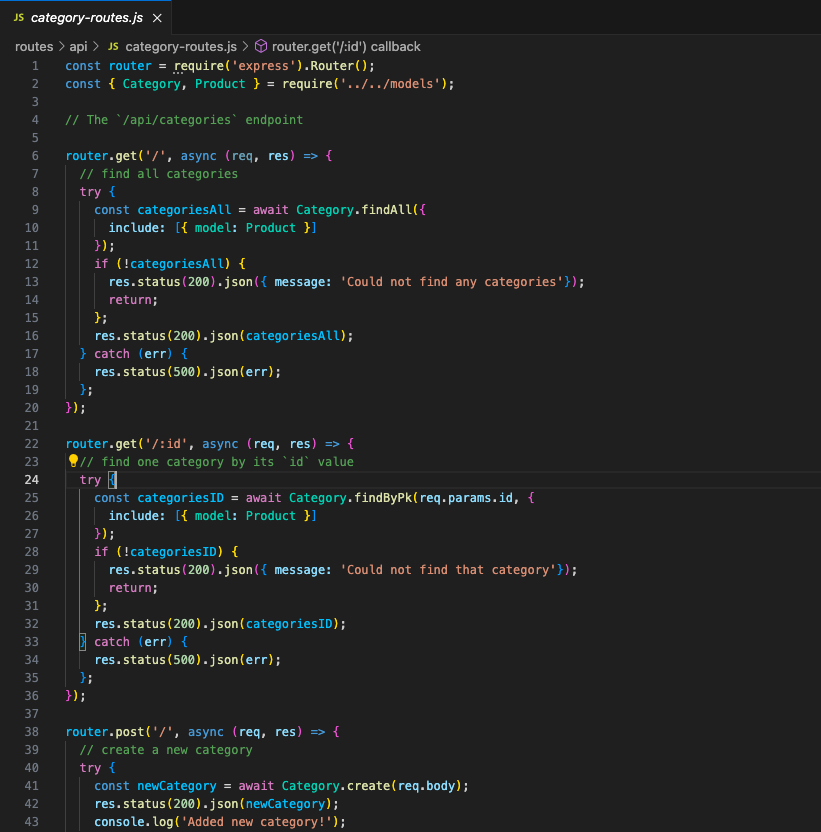 JS category-routes.js ×
routes > api > JS category-routes.js > router.get('/:id') callback
1 const router = require('express').Router();
2 const { Category, Product } = require('../../models');
3
4 // The `/api/categories` endpoint
5
6 router.get('/', async (req, res) => {
7 // find all categories
8 try {
9 const categoriesAll = await Category.findAll({
10 include: [{ model: Product }]
11 });
12 if (!categoriesAll) {
13 res.status(200).json({ message: 'Could not find any categories'});
14 return;
15 };
16 res.status(200).json(categoriesAll);
17 } catch (err) {
18 res.status(500).json(err);
19 };
20 });
21
22 router.get('/:id', async (req, res) => {
23 // find one category by its `id` value
24 try {
25 const categoriesID = await Category.findByPk(req.params.id, {
26 include: [{ model: Product }]
27 });
28 if (!categoriesID) {
29 res.status(200).json({ message: 'Could not find that category'});
30 return;
31 };
32 res.status(200).json(categoriesID);
33 } catch (err) {
34 res.status(500).json(err);
35 };
36 });
37
38 router.post('/', async (req, res) => {
39 // create a new category
40 try {
41 const newCategory = await Category.create(req.body);
42 res.status(200).json(newCategory);
43 console.log('Added new category!');